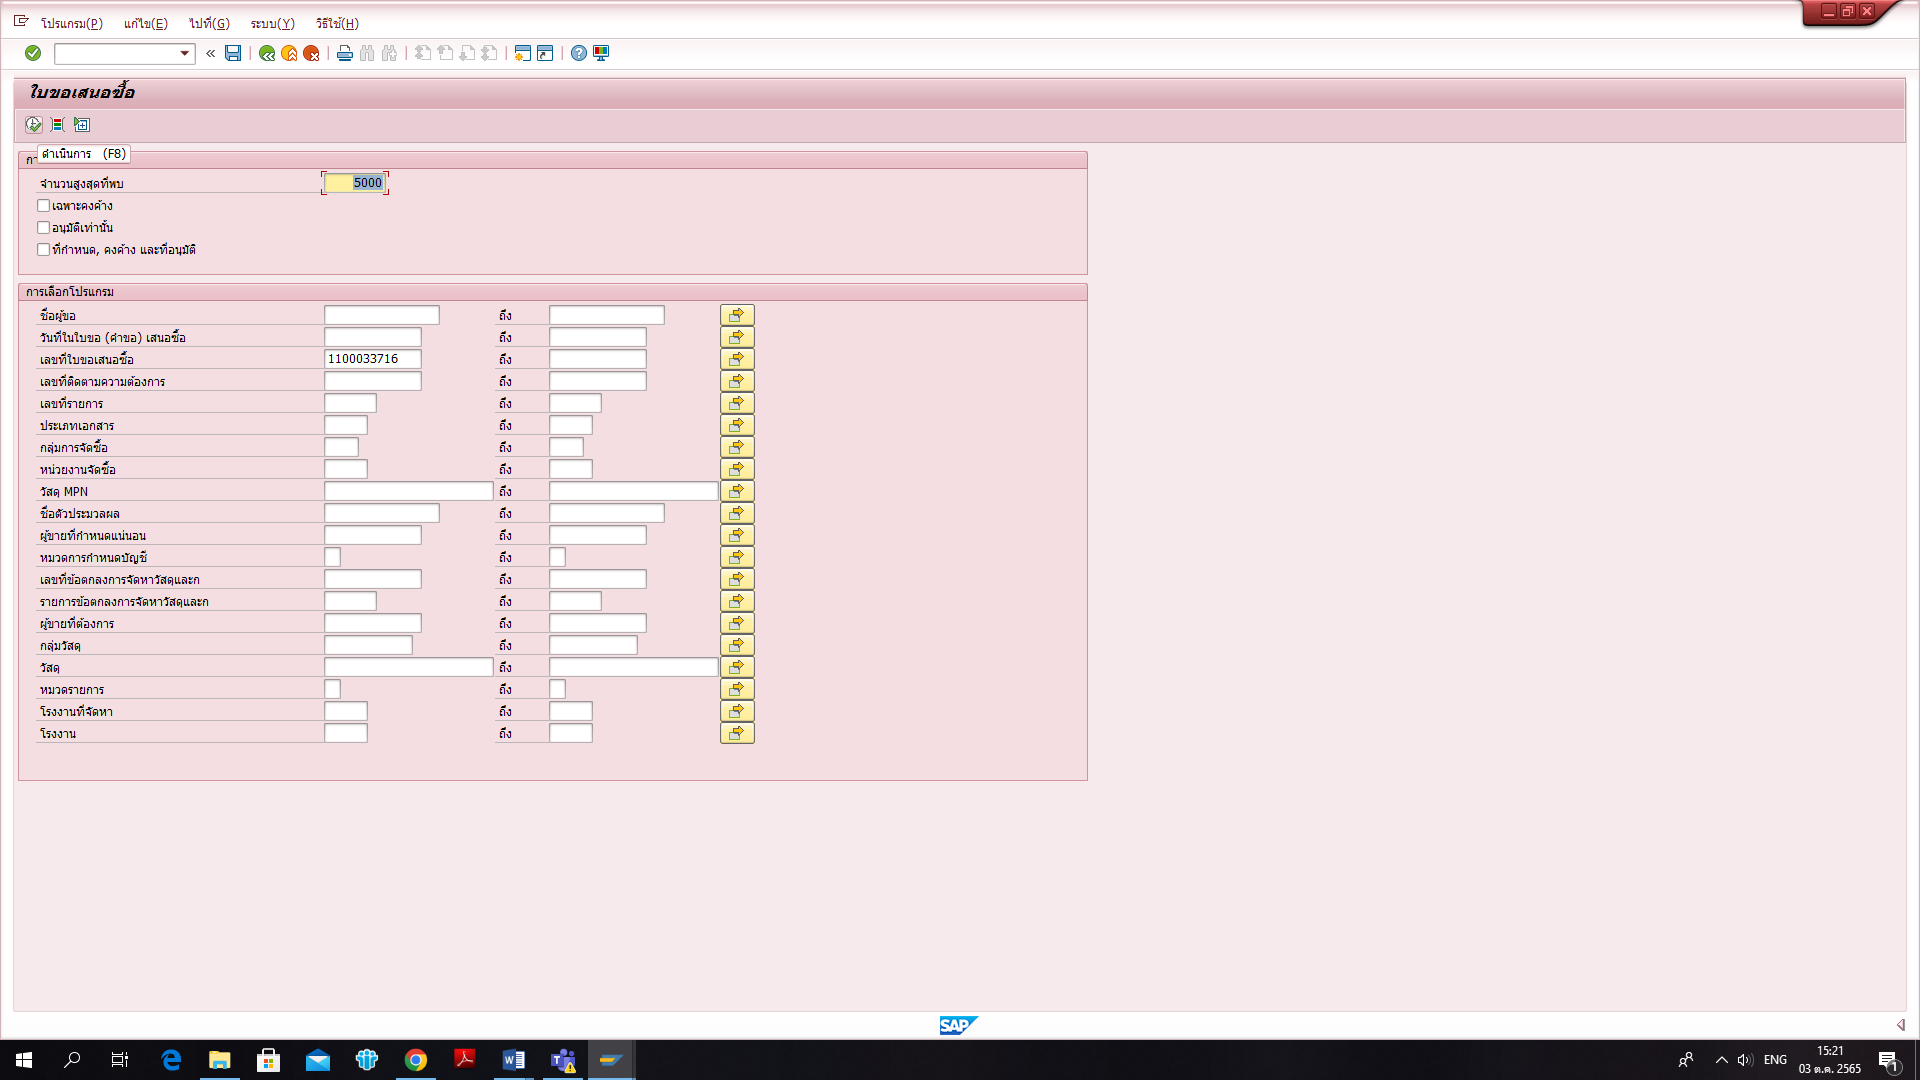 โปรแกรม(P) แก้ไข(E) ไปที่(G) ระบบ(Y) วิธีใช้(H)
ใบขอเสนอซื้อ
ดำเนินการ (F8)
จำนวนสูงสุดที่พบ 5000
เฉพาะคงค้าง
อนุมัติเท่านั้น
ที่กำหนด, คงค้าง และที่อนุมัติ
การเลือกโปรแกรม
ชื่อผู้ขอ ถึง
วันที่ในใบขอ (คำขอ) เสนอซื้อ ถึง
เลขที่ใบขอเสนอซื้อ 1100033716 ถึง
เลขที่ติดตามความต้องการ ถึง
เลขที่รายการ ถึง
ประเภทเอกสาร ถึง
กลุ่มการจัดซื้อ ถึง
หน่วยงานจัดซื้อ ถึง
วัสดุ MPN ถึง
ชื่อตัวประมวลผล ถึง
ผู้ขายที่กำหนดแน่นอน ถึง
หมวดการกำหนดบัญชี ถึง
เลขที่ข้อตกลงการจัดหาวัสดุและก ถึง
รายการข้อตกลงการจัดหาวัสดุและก ถึง
ผู้ขายที่ต้องการ ถึง
กลุ่มวัสดุ ถึง
วัสดุ ถึง
หมวดรายการ ถึง
โรงงานที่จัดหา ถึง
โรงงาน ถึง
SAP
ENG 15:21
03 ต.ค. 2565 1